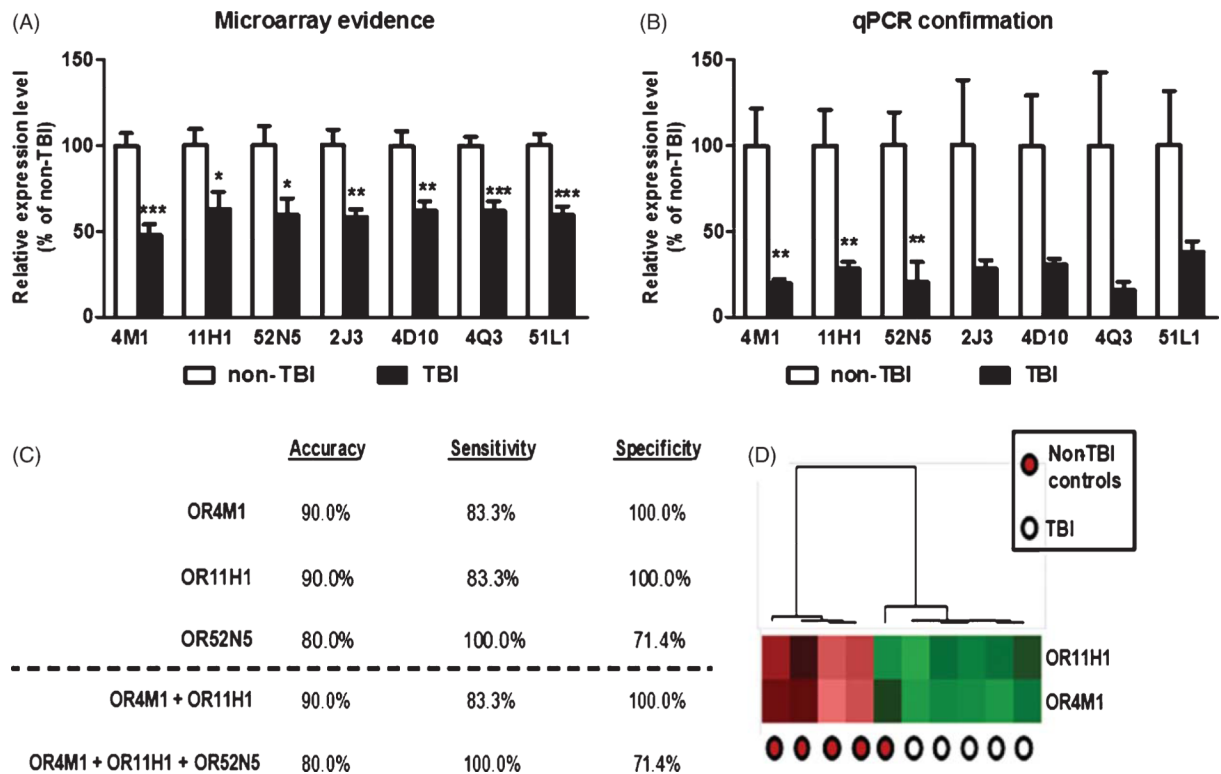 (A) Microarray evidence
Relative expression level
(% of non-TBI)
150
100
50
0
*** * * ** ** *** ***
4M1 11H1 52N5 2J3 4D10 4Q3 51L1
non-TBI TBI
(B) qPCR confirmation
Relative expression level
(% of non-TBI)
150
100
50
0
** ** **
4M1 11H1 52N5 2J3 4D10 4Q3 51L1
non-TBI TBI
(C) Accuracy Sensitivity Specificity
OR4M1 90.0% 83.3% 100.0%
OR11H1 90.0% 83.3% 100.0%
OR52N5 80.0% 100.0% 71.4%
OR4M1 + OR11H1 90.0% 83.3% 100.0%
OR4M1 + OR11H1 + OR52N5 80.0% 100.0% 71.4%
(D)
Non-TBI
controls
TBI
OR11H1
OR4M1